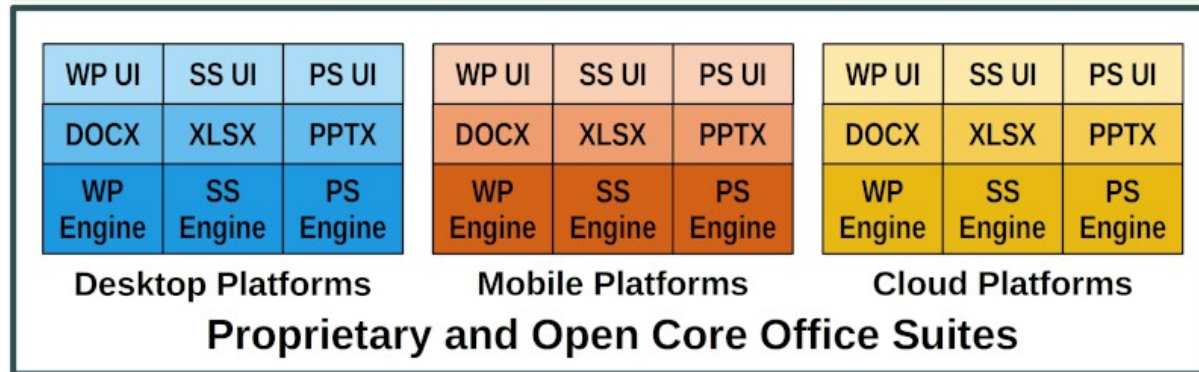 WP UI SS UI PS UI WP UI SS UI PS UI WP UI SS UI PS UI
DOCX XLSX PPTX DOCX XLSX PPTX DOCX XLSX PPTX
WP SS PS WP SS PS WP SS PS
Engine Engine Engine Engine Engine Engine Engine Engine Engine
Desktop Platforms Mobile Platforms Cloud Platforms
Proprietary and Open Core Office Suites